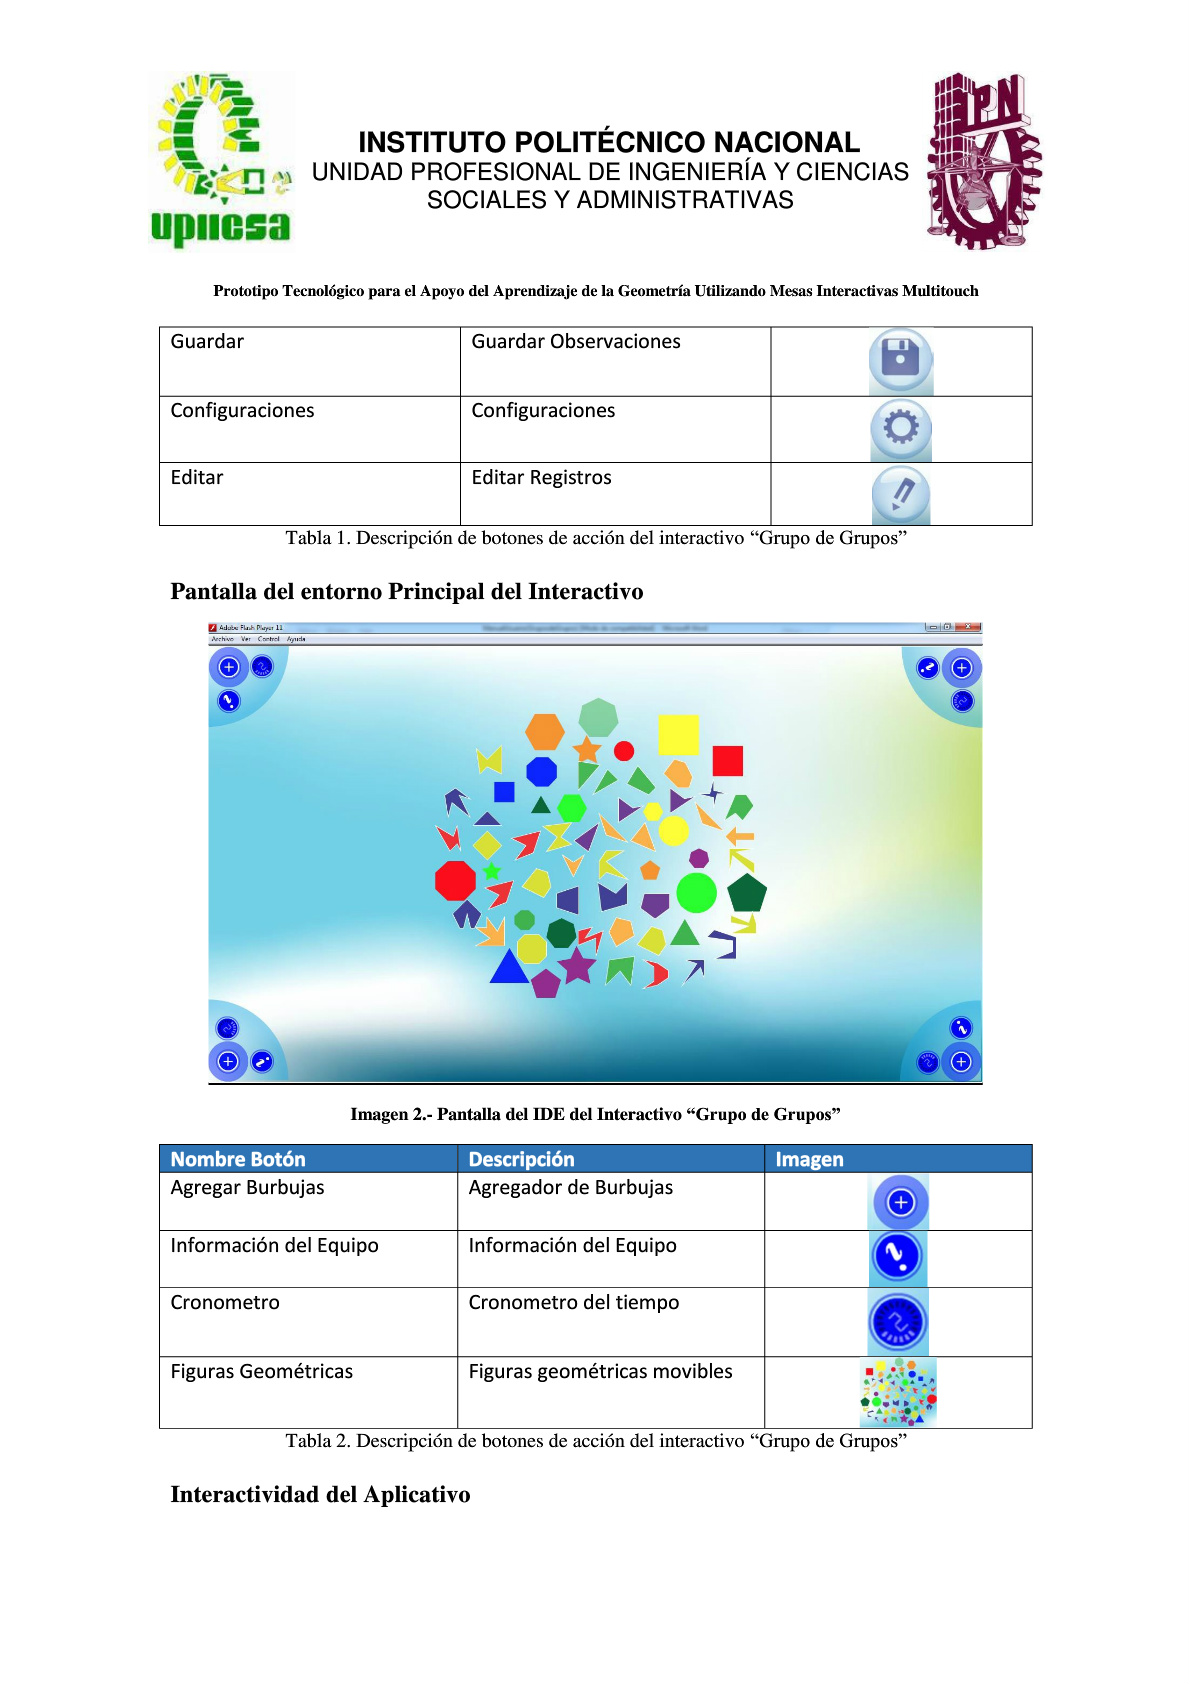 upiicsa
INSTITUTO POLITÉCNICO NACIONAL
UNIDAD PROFESIONAL DE INGENIERÍA Y CIENCIAS
SOCIALES Y ADMINISTRATIVAS
IPN
Prototipo Tecnológico para el Apoyo del Aprendizaje de la Geometría Utilizando Mesas Interactivas Multitouch
Guardar Guardar Observaciones
Configuraciones Configuraciones
Editar Editar Registros
Tabla 1. Descripción de botones de acción del interactivo “Grupo de Grupos”
Pantalla del entorno Principal del Interactivo
Adobe Flash Player 11
Archivo Ver Control Ayuda
Imagen 2.- Pantalla del IDE del Interactivo “Grupo de Grupos”
Nombre Botón Descripción Imagen
Agregar Burbujas Agregador de Burbujas
Información del Equipo Información del Equipo
Cronometro Cronometro del tiempo
Figuras Geométricas Figuras geométricas movibles
Tabla 2. Descripción de botones de acción del interactivo “Grupo de Grupos”
Interactividad del Aplicativo